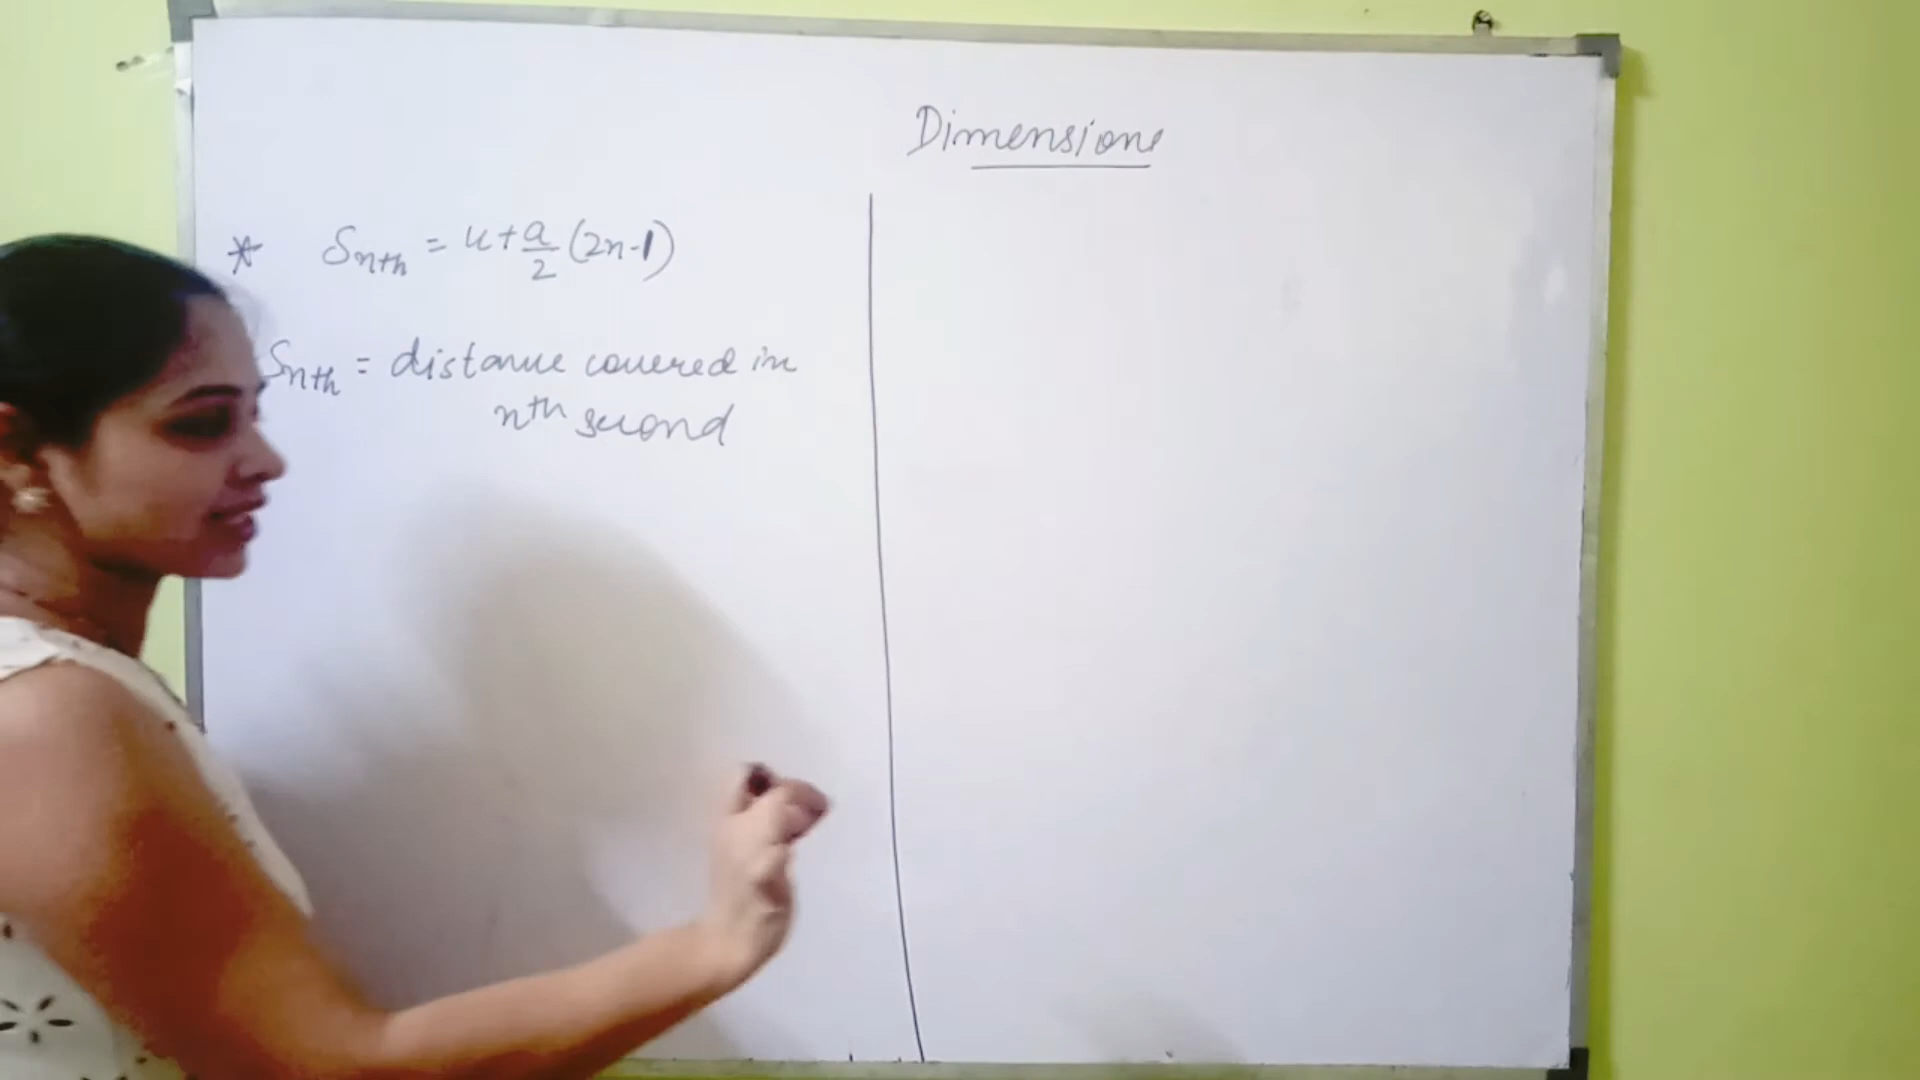 Dimensions
* Snth = u + a/2 (2n-1)
Snth = distance covered in
nth second